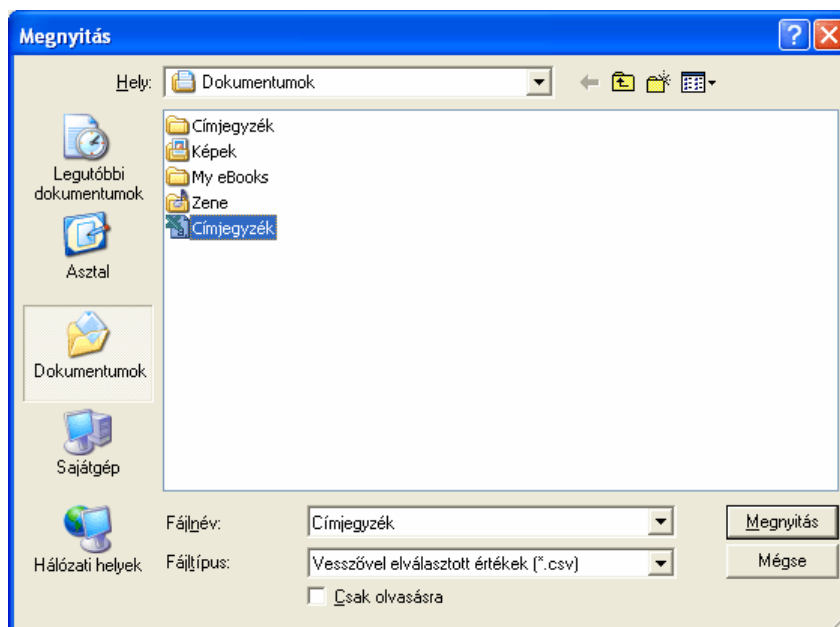 Megnyitás
Hely: Dokumentumok
Legutóbbi
dokumentumok
Asztal
Dokumentumok
Sajátgép
Hálózati helyek
Címjegyzék
Képek
My eBooks
Zene
Címjegyzék
Fájlnév: Címjegyzék
Megnyitás
Fájltípus: Vesszővel elválasztott értékek (*.csv)
Mégse
Csak olvasásra